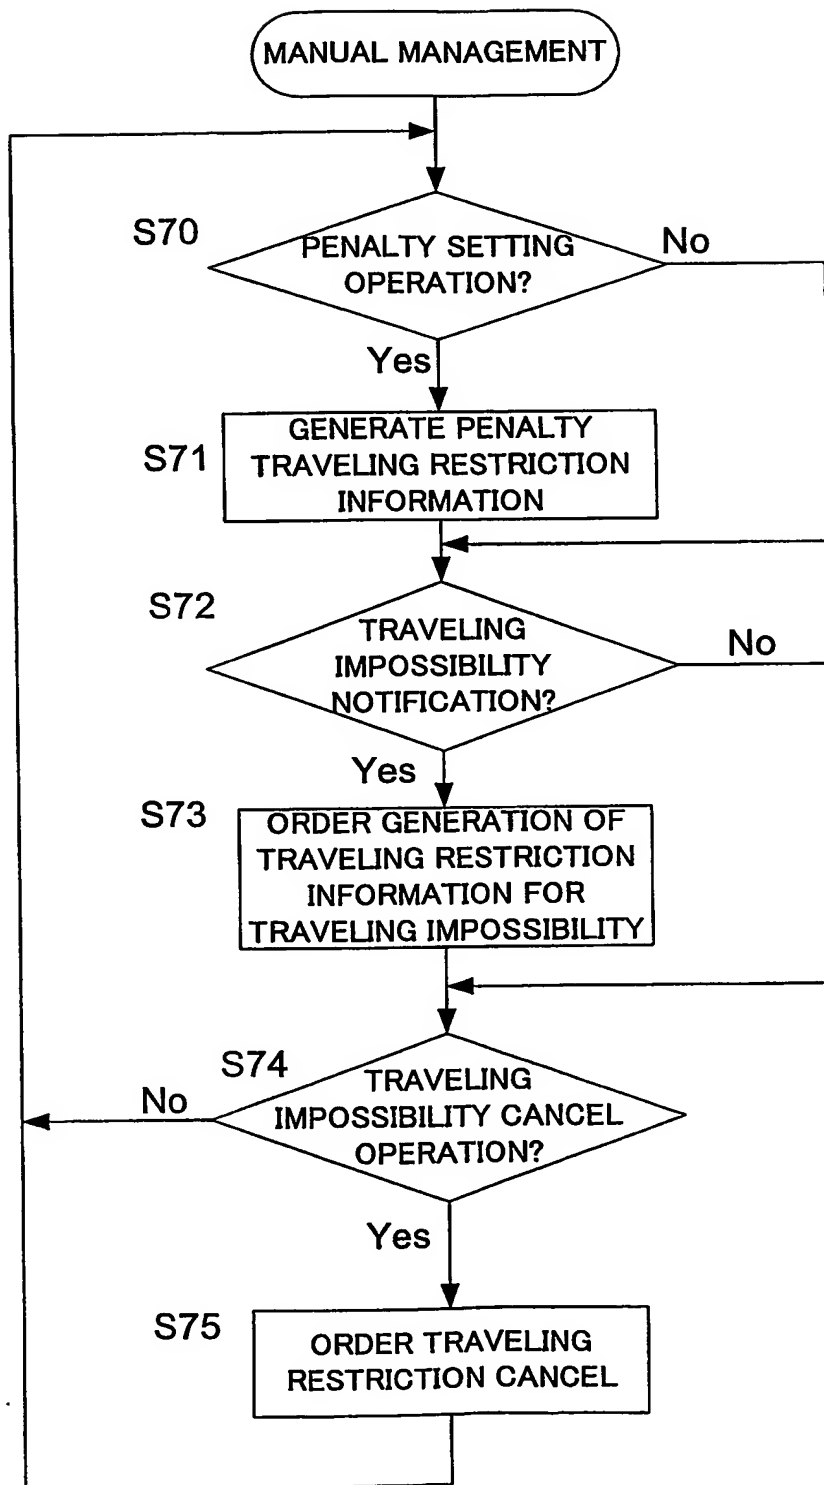 MANUAL MANAGEMENT
S70
PENALTY SETTING
OPERATION?
No
Yes
S71
GENERATE PENALTY
TRAVELING RESTRICTION
INFORMATION
S72
TRAVELING
IMPOSSIBILITY
NOTIFICATION?
No
Yes
S73
ORDER GENERATION OF
TRAVELING RESTRICTION
INFORMATION FOR
TRAVELING IMPOSSIBILITY
S74
No
TRAVELING
IMPOSSIBILITY CANCEL
OPERATION?
Yes
S75
ORDER TRAVELING
RESTRICTION CANCEL